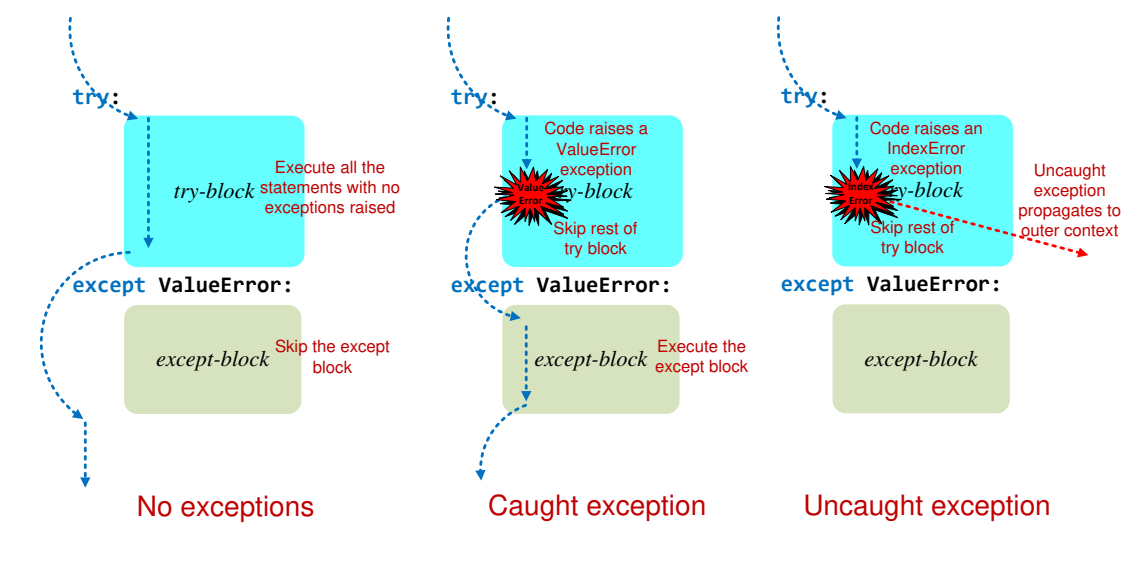 try:
Execute all the
statements with no
exceptions raised
try-block
except ValueError:
Skip the except
block
except-block
No exceptions
try:
Code raises a
ValueError
exception
Value
Error
try-block
Skip rest of
try block
except ValueError:
Execute the
except block
except-block
Caught exception
try:
Code raises an
IndexError
exception
Index
Error
try-block
Skip rest of
try block
Uncaught
exception
propagates to
outer context
except ValueError:
except-block
Uncaught exception